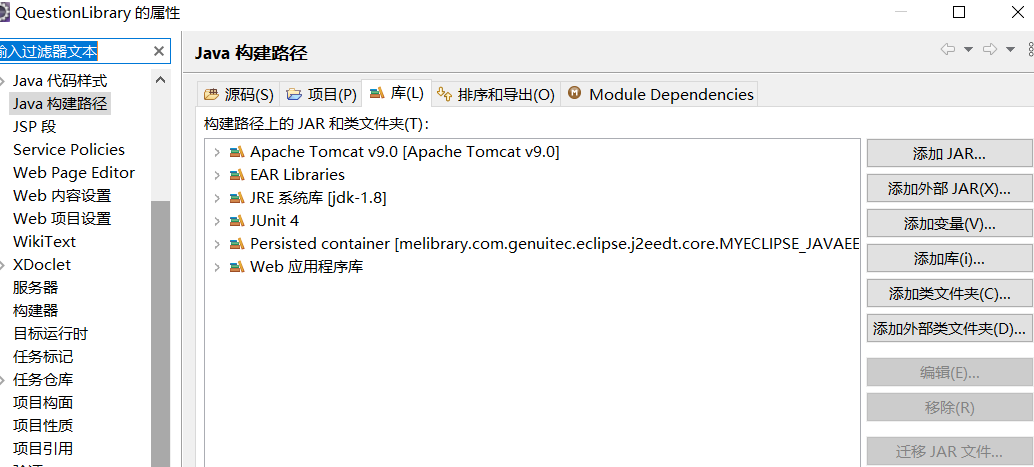 QuestionLibrary 的属性
输入过滤器文本
Java 构建路径
Java 代码样式
Java 构建路径
JSP 段
Service Policies
Web Page Editor
Web 内容设置
Web 项目设置
WikiText
XDoclet
服务器
构建器
目标运行时
任务标记
任务仓库
项目构面
项目性质
项目引用
源码(S)
项目(P)
库(L)
排序和导出(O)
Module Dependencies
构建路径上的 JAR 和类文件夹(T):
Apache Tomcat v9.0 [Apache Tomcat v9.0]
EAR Libraries
JRE 系统库 [jdk-1.8]
JUnit 4
Persisted container [melibrary.com.genuitec.eclipse.j2eedt.core.MYECLIPSE_JAVAEE
Web 应用程序库
添加 JAR...
添加外部 JAR(X)...
添加变量(V)...
添加库(i)...
添加类文件夹(C)...
添加外部类文件夹(D)...
编辑(E)...
移除(R)
迁移 JAR 文件...